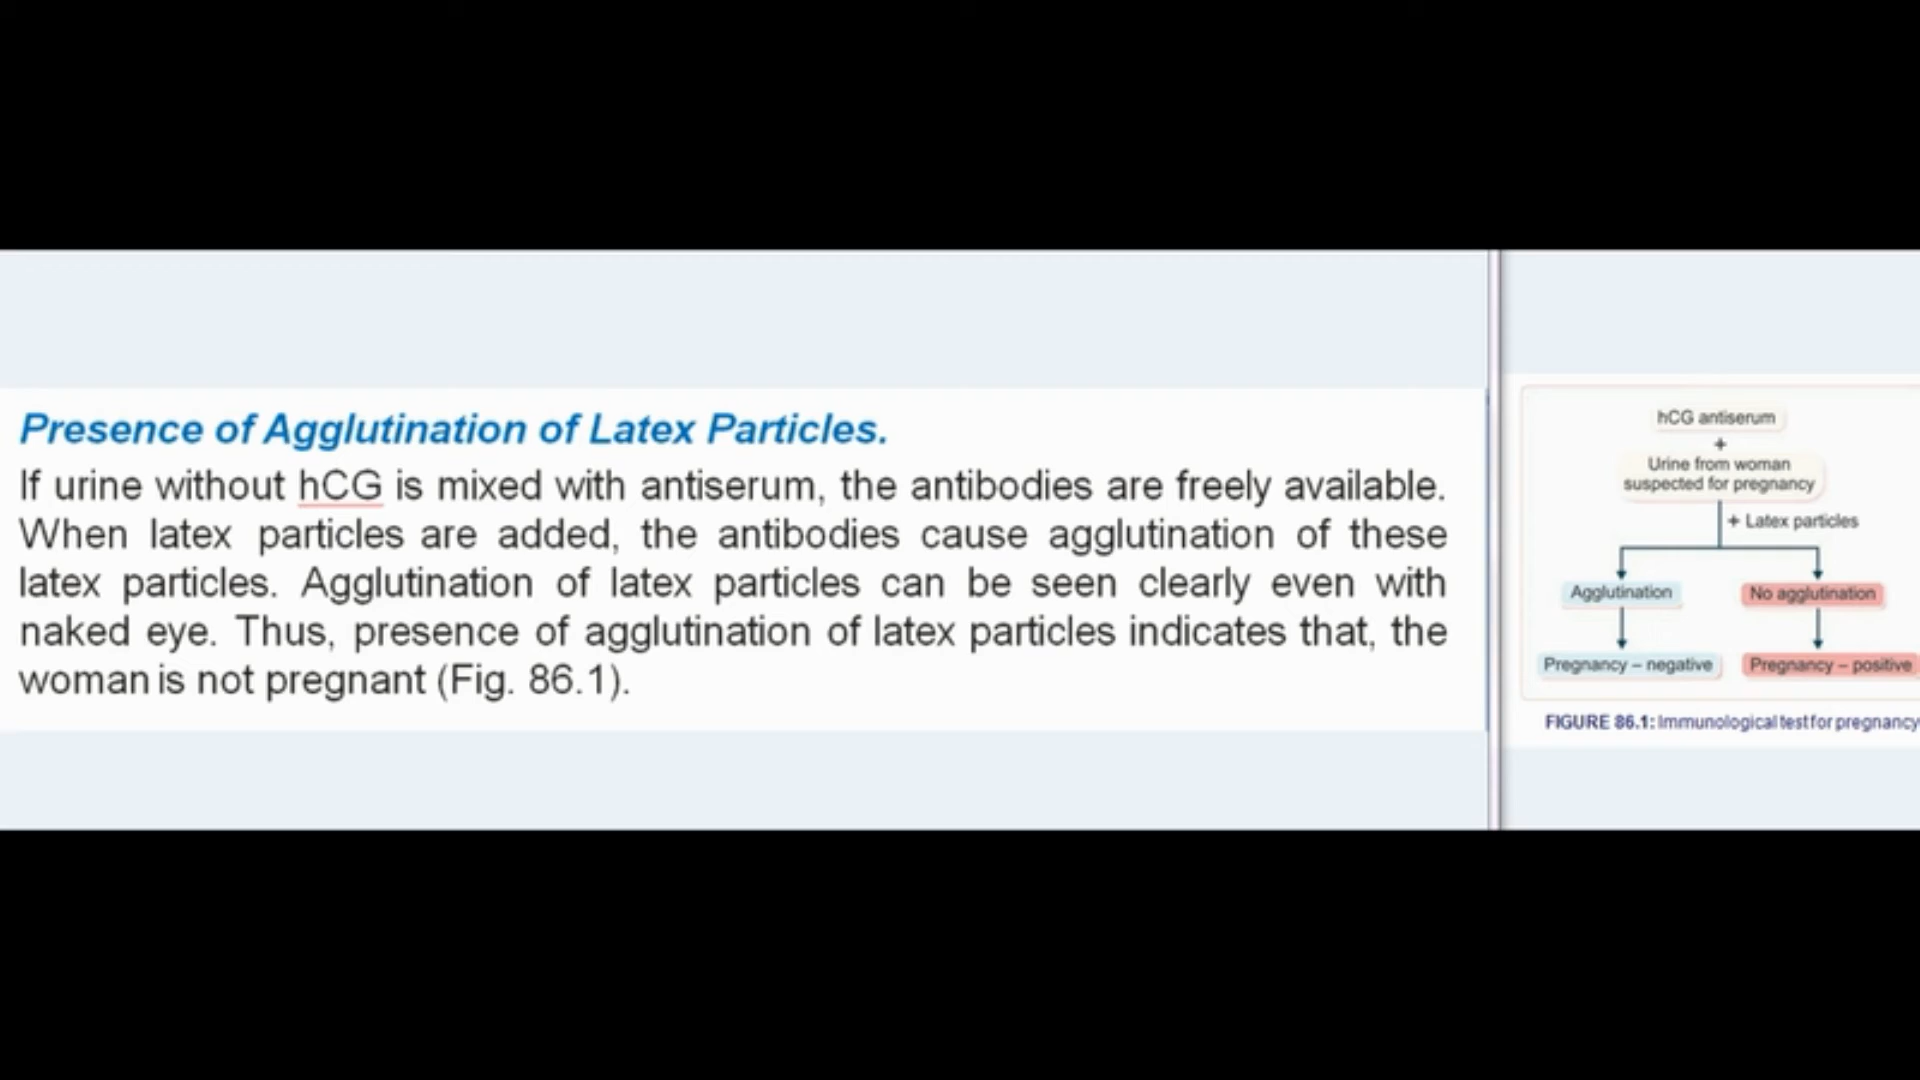 Presence of Agglutination of Latex Particles.
If urine without hCG is mixed with antiserum, the antibodies are freely available.
When latex particles are added, the antibodies cause agglutination of these
latex particles. Agglutination of latex particles can be seen clearly even with
naked eye. Thus, presence of agglutination of latex particles indicates that, the
woman is not pregnant (Fig. 86.1).
hCG antiserum
+
Urine from woman
suspected for pregnancy
+ Latex particles
Agglutination
No agglutination
Pregnancy – negative
Pregnancy – positive
FIGURE 86.1: Immunological test for pregnancy